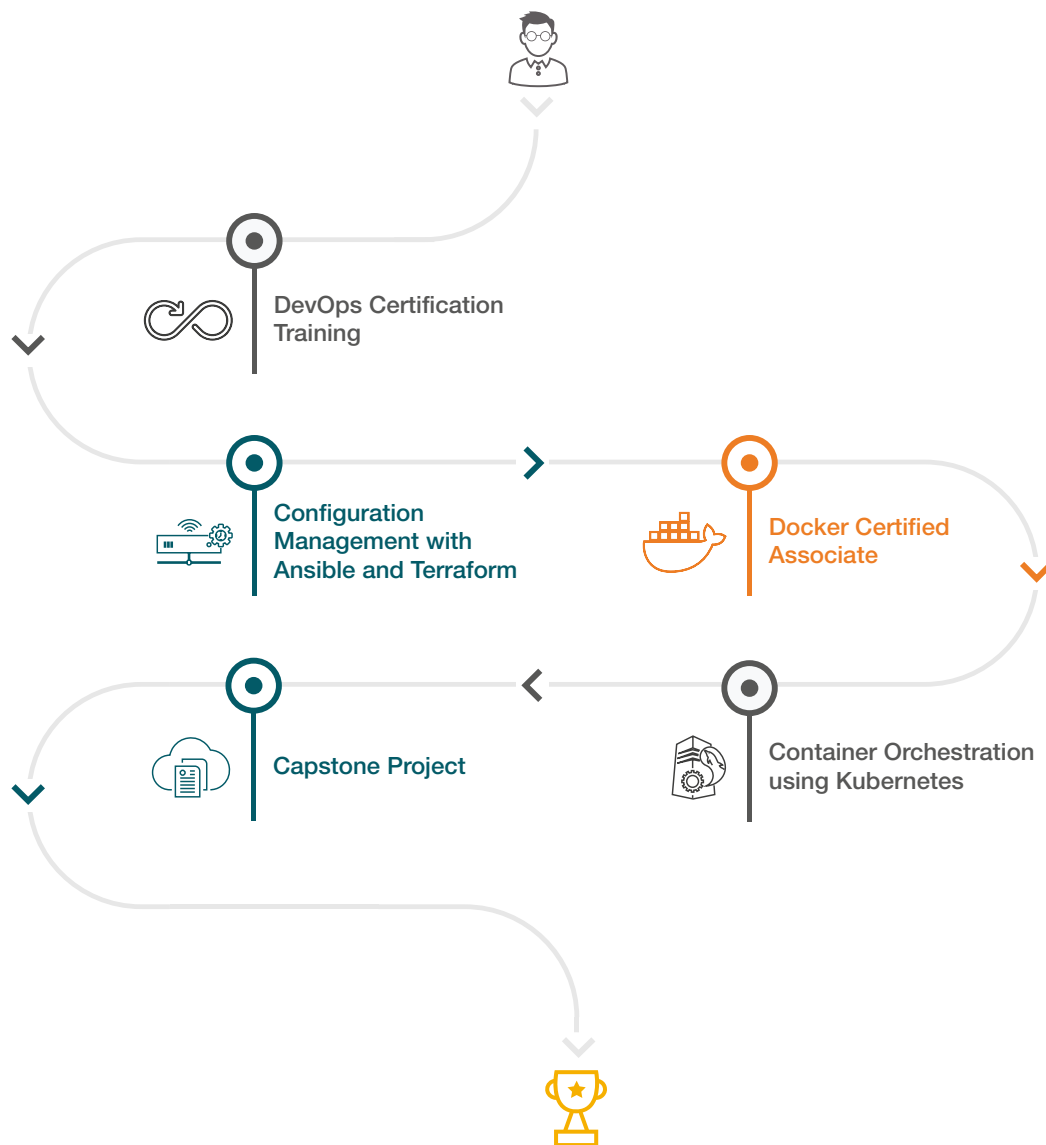 DevOps Certification
Training
Configuration
Management with
Ansible and Terraform
Docker Certified
Associate
Container Orchestration
using Kubernetes
Capstone Project